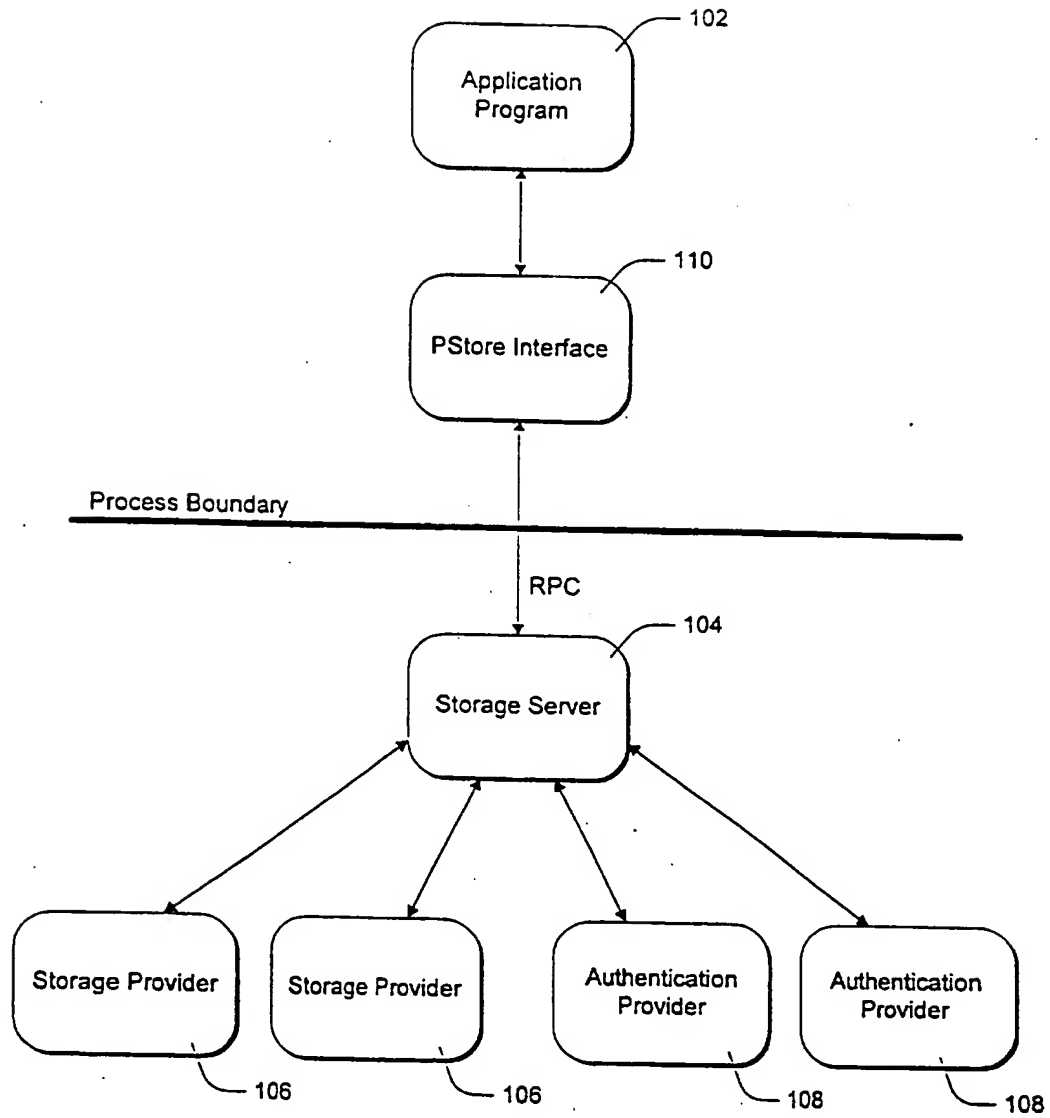 102
Application
Program
110
PStore Interface
Process Boundary
RPC
104
Storage Server
Storage Provider
Storage Provider
Authentication
Provider
Authentication
Provider
106
106
108
108